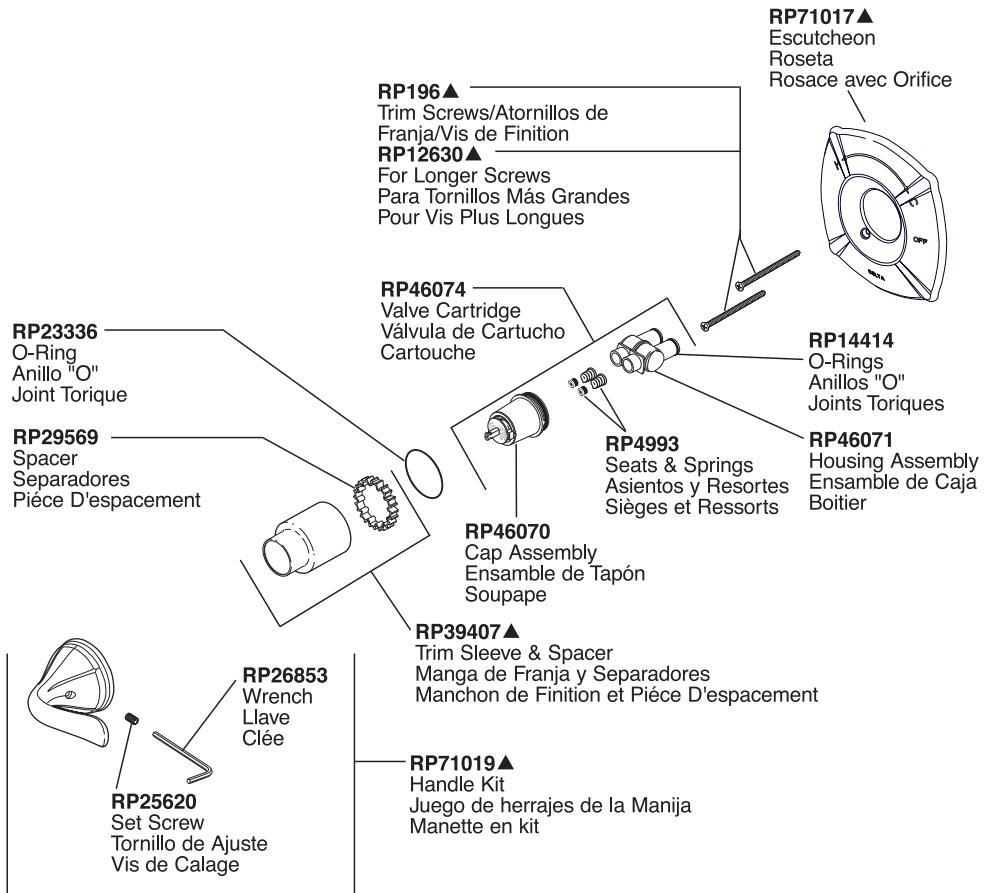 RP71017▲
Escutcheon
Roseta
Rosace avec Orifice
RP196▲
Trim Screws/Atornillos de
Franja/Vis de Finition
RP12630▲
For Longer Screws
Para Tornillos Más Grandes
Pour Vis Plus Longues
H
C
OFF
DELTA
RP46074
Valve Cartridge
Válvula de Cartucho
Cartouche
RP23336
O-Ring
Anillo "O"
Joint Torique
RP14414
O-Rings
Anillos "O"
Joints Toriques
RP29569
Spacer
Separadores
Piéce D'espacement
RP4993
Seats & Springs
Asientos y Resortes
Sièges et Ressorts
RP46071
Housing Assembly
Ensamble de Caja
Boitier
RP46070
Cap Assembly
Ensamble de Tapón
Soupape
RP39407▲
Trim Sleeve & Spacer
Manga de Franja y Separadores
Manchon de Finition et Piéce D'espacement
RP26853
Wrench
Llave
Clée
RP25620
Set Screw
Tornillo de Ajuste
Vis de Calage
RP71019▲
Handle Kit
Juego de herrajes de la Manija
Manette en kit